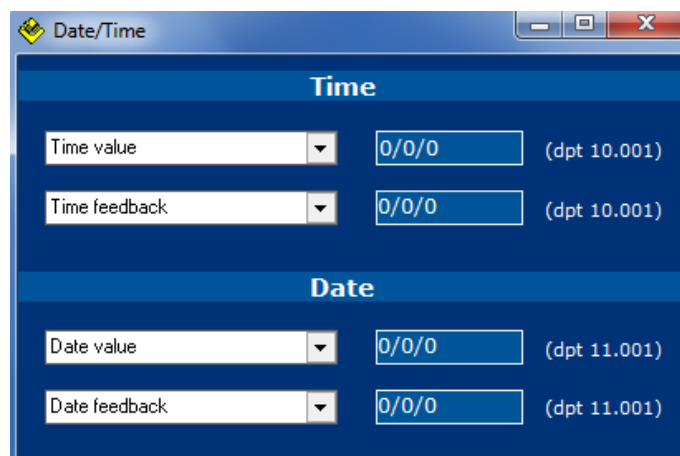 Date/Time
Time
Time value 0/0/0 (dpt 10.001)
Time feedback 0/0/0 (dpt 10.001)
Date
Date value 0/0/0 (dpt 11.001)
Date feedback 0/0/0 (dpt 11.001)